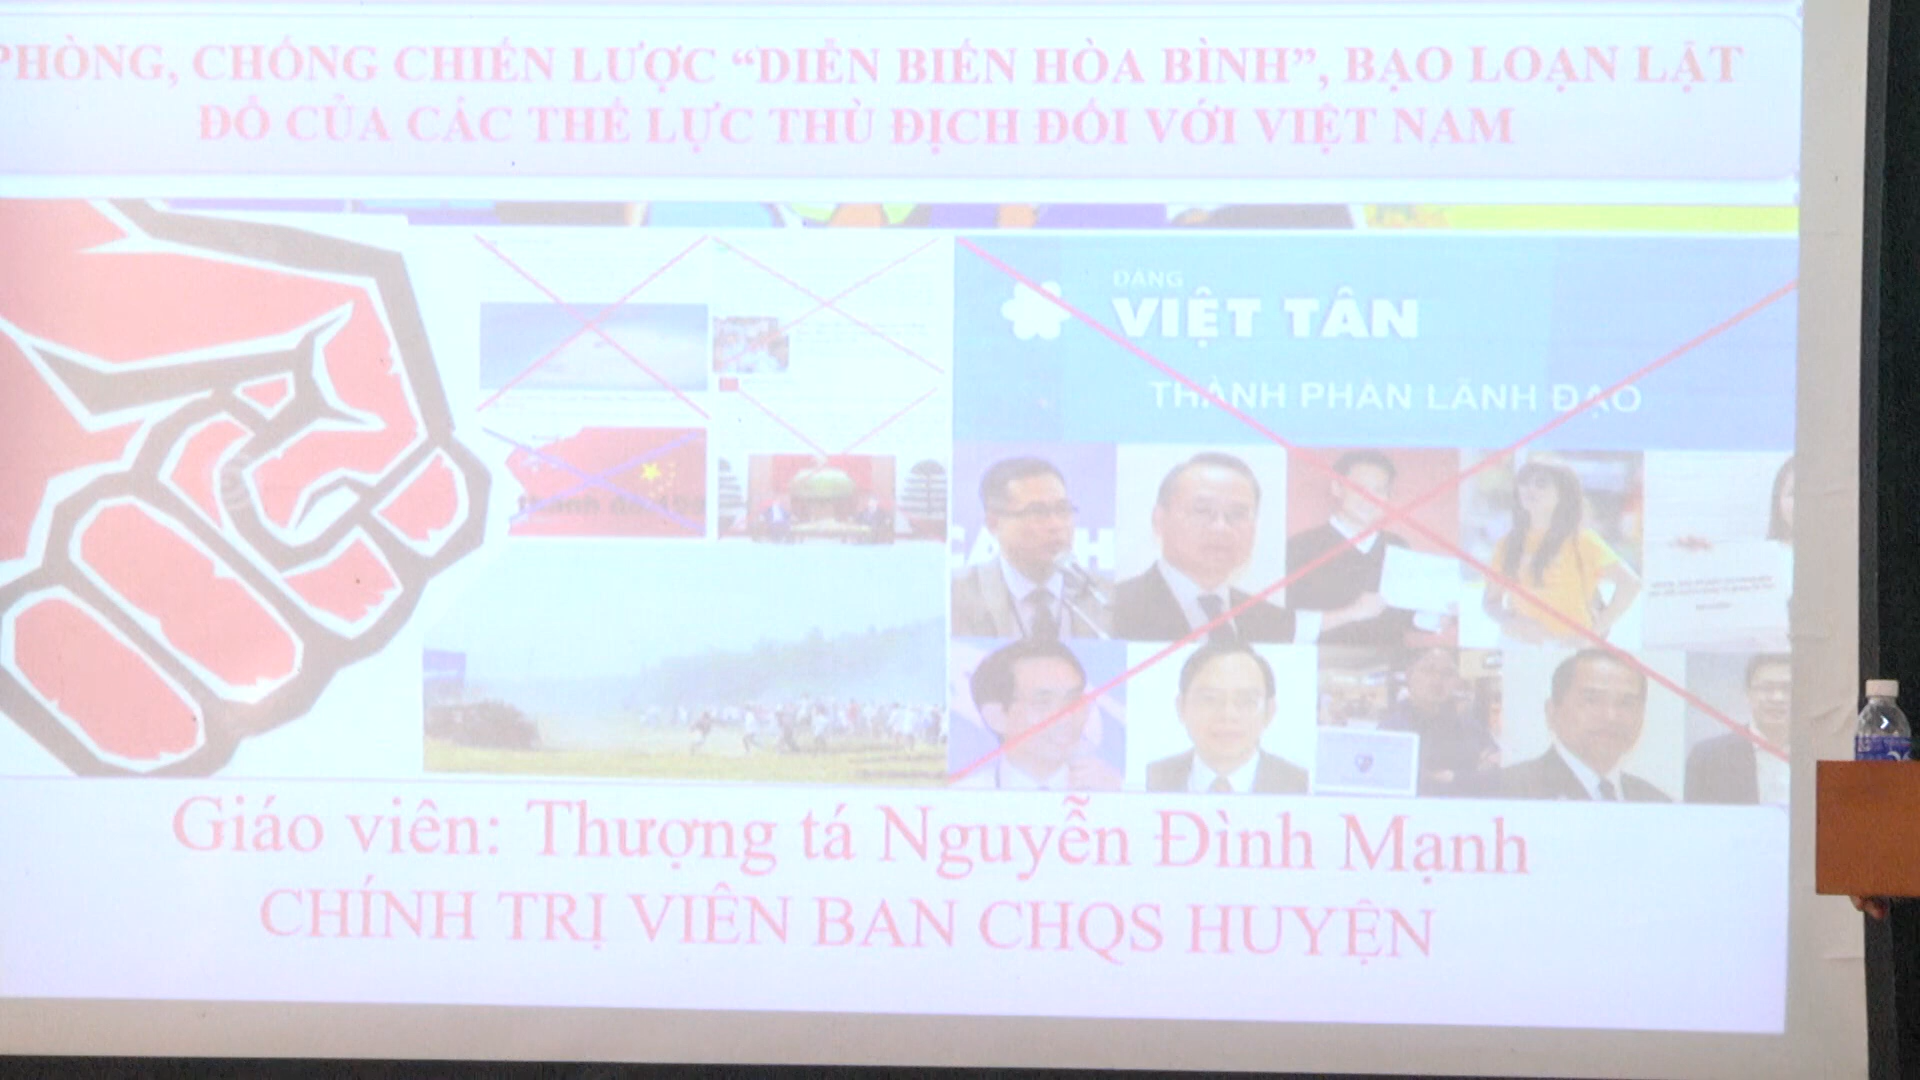 PHÒNG, CHỐNG CHIẾN LƯỢC “DIỄN BIẾN HÒA BÌNH”, BẠO LOẠN LẬT
ĐỔ CỦA CÁC THẾ LỰC THÙ ĐỊCH ĐỐI VỚI VIỆT NAM
ĐẢNG
VIỆT TÂN
THÀNH PHẦN LÃNH ĐẠO
Giáo viên: Thượng tá Nguyễn Đình Mạnh
CHÍNH TRỊ VIÊN BAN CHQS HUYỆN